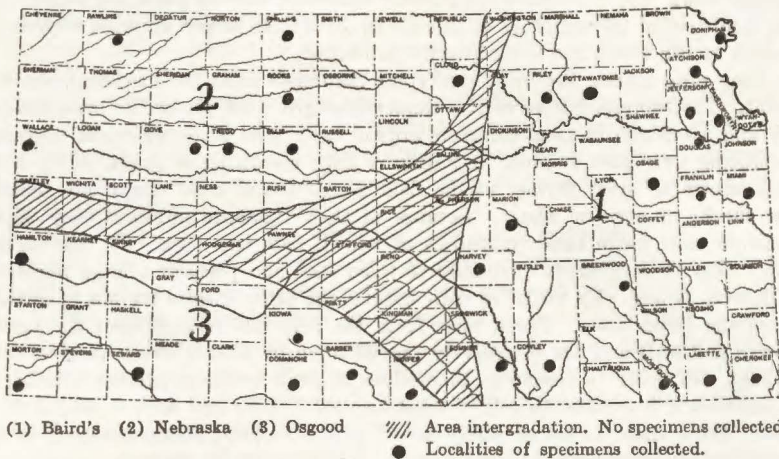 CHEYENNE RAWLINS DECATUR NORTON PHILLIPS SMITH JEWELL REPUBLIC WASHINGTON MARSHALL NEMAHA BROWN DONIPHAN
ATCHISON
SHERMAN THOMAS SHERIDAN GRAHAM ROOKS OSBORNE MITCHELL CLOUD CLAY RILEY POTTAWATOMIE JACKSON JEFFERSON
2
OTTAWA
LINCOLN
WALLACE LOGAN GOVE TREGO ELLIS RUSSELL DICKINSON GEARY WABAUNSEE SHAWNEE DOUGLAS JOHNSON
SALINE
ELLSWORTH MORRIS LYON OSAGE FRANKLIN MIAMI
GREELEY WICHITA SCOT LANE NESS RUSH BARTON RICE MARION CHASE 1 COFFEY ANDERSON LINN
HAMILTON KEARNEY FINNEY HODGEMAN PAWNEE STAFFORD RENO HARVEY
BUTLER GREENWOOD WOODSON ALLEN BOURBON
GRAY FORD
STANTON GRANT HASKELL 3 KIOWA PRATT KINGMAN SEDGWICK WILSON NEOSHO CRAWFORD
ELK
MORTON STEVENS SEWARD MEADE CLARK COMANCHE BARBER HARPER SUMNER COWLEY CHAUTAUQUA LABETTE CHEROKEE
(1) Baird's (2) Nebraska (3) Osgood Area intergradation. No specimens collected
Localities of specimens collected.